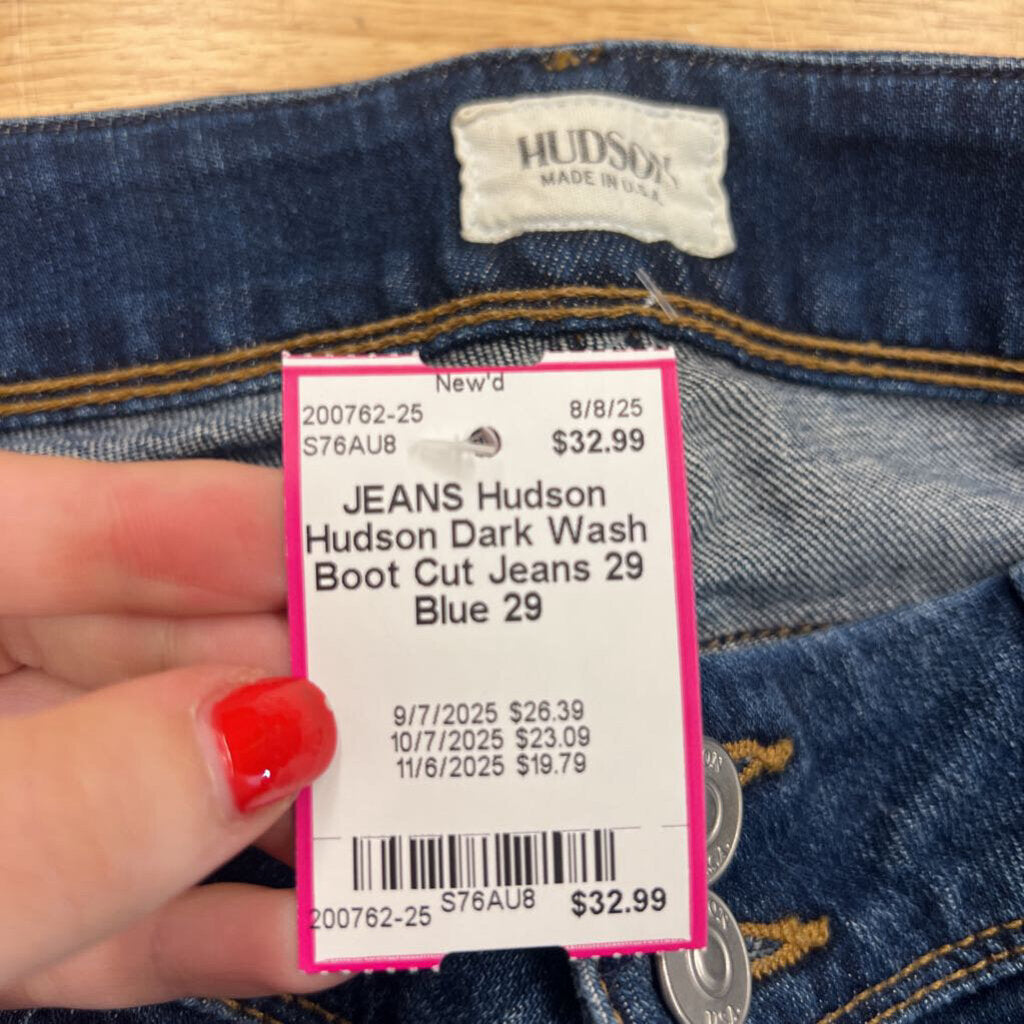 HUDSON
MADE IN U.S.A.
New'd
200762-25 8/8/25
S76AU8 $32.99
JEANS Hudson
Hudson Dark Wash
Boot Cut Jeans 29
Blue 29
9/7/2025 $26.39
10/7/2025 $23.09
11/6/2025 $19.79
200762-25 S76AU8 $32.99